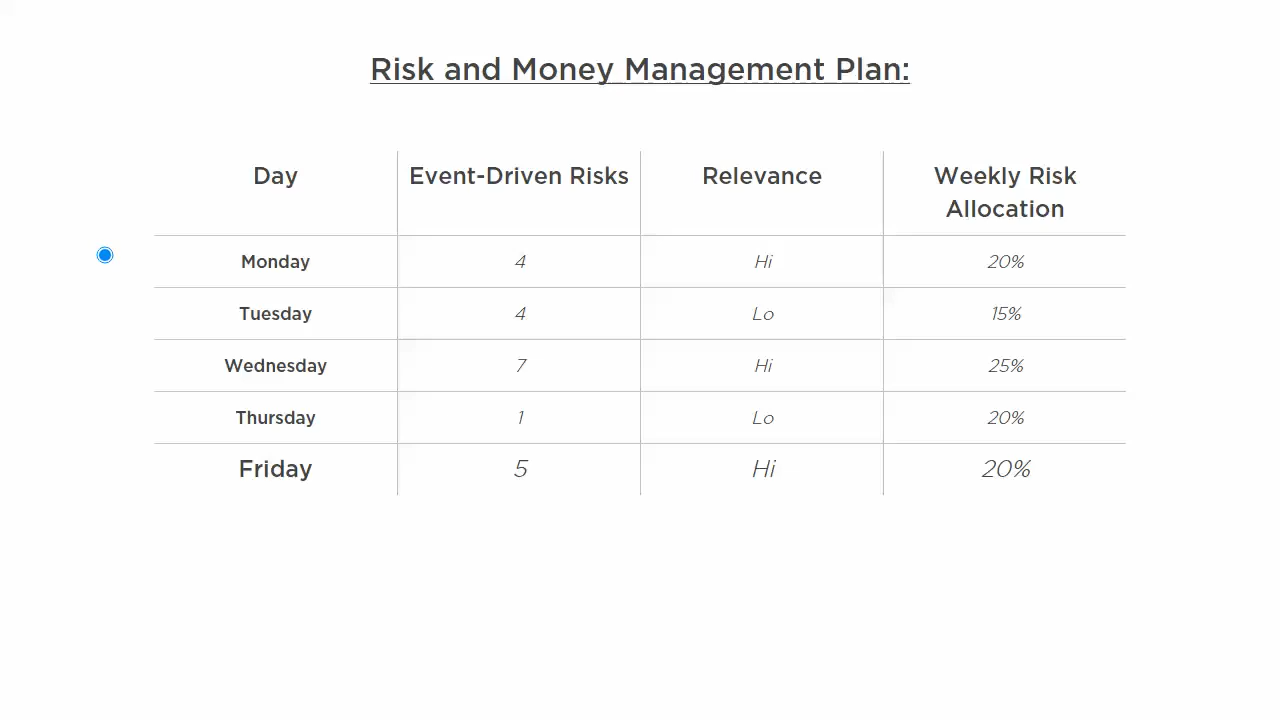 Risk and Money Management Plan:
Day Event-Driven Risks Relevance Weekly Risk Allocation
Monday 4 Hi 20%
Tuesday 4 Lo 15%
Wednesday 7 Hi 25%
Thursday 1 Lo 20%
Friday 5 Hi 20%